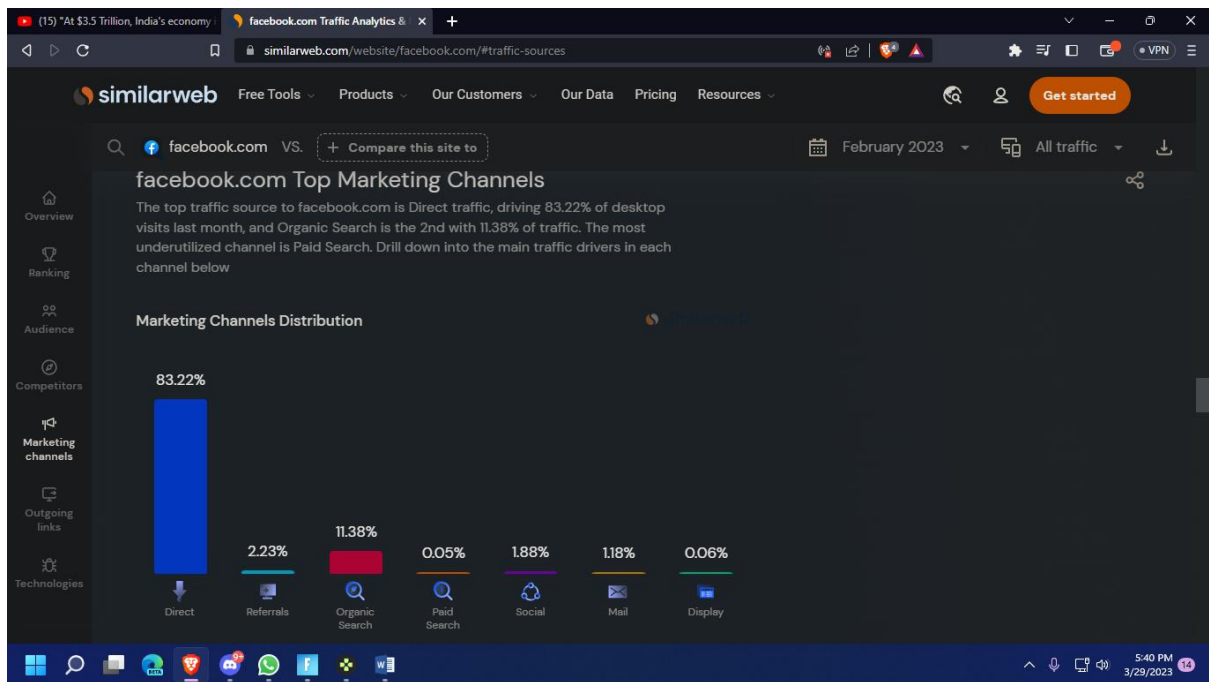 (15) "At $3.5 Trillion, India's economy i
facebook.com Traffic Analytics &
similarweb.com/website/facebook.com/#traffic-sources
VPN
similarweb
Free Tools
Products
Our Customers
Our Data
Pricing
Resources
Get started
facebook.com VS.
+ Compare this site to
February 2023
All traffic
Overview
Ranking
Audience
Competitors
Marketing
channels
Outgoing
links
Technologies
facebook.com Top Marketing Channels
The top traffic source to facebook.com is Direct traffic, driving 83.22% of desktop
visits last month, and Organic Search is the 2nd with 11.38% of traffic. The most
underutilized channel is Paid Search. Drill down into the main traffic drivers in each
channel below
Marketing Channels Distribution
83.22%
2.23%
11.38%
0.05%
1.88%
1.18%
0.06%
Direct
Referrals
Organic
Search
Paid
Search
Social
Mail
Display
9+
5:40 PM
3/29/2023
14